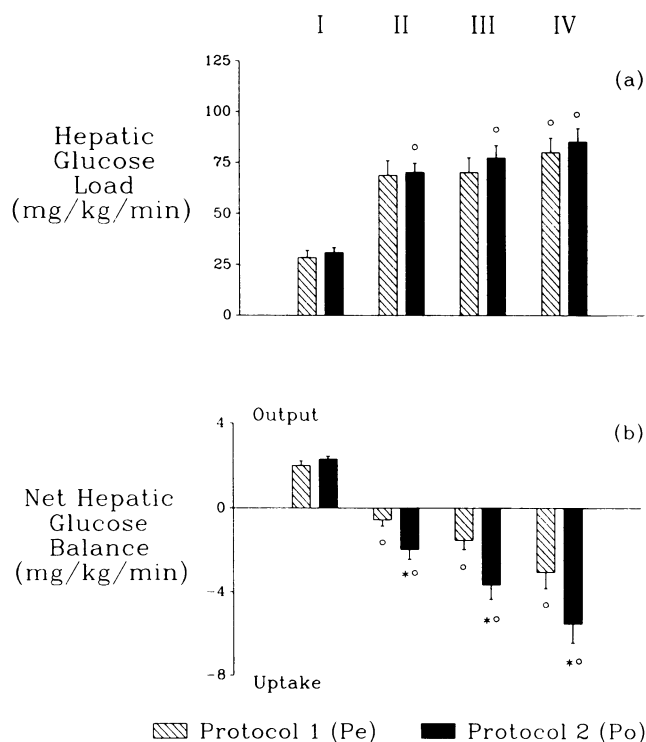 I II III IV
(a)
125
100
75
50
25
0
Hepatic
Glucose
Load
(mg/kg/min)
Output
(b)
4
0
-4
-8
Net Hepatic
Glucose
Balance
(mg/kg/min)
* *
*
Uptake
Protocol 1 (Pe) Protocol 2 (Po)